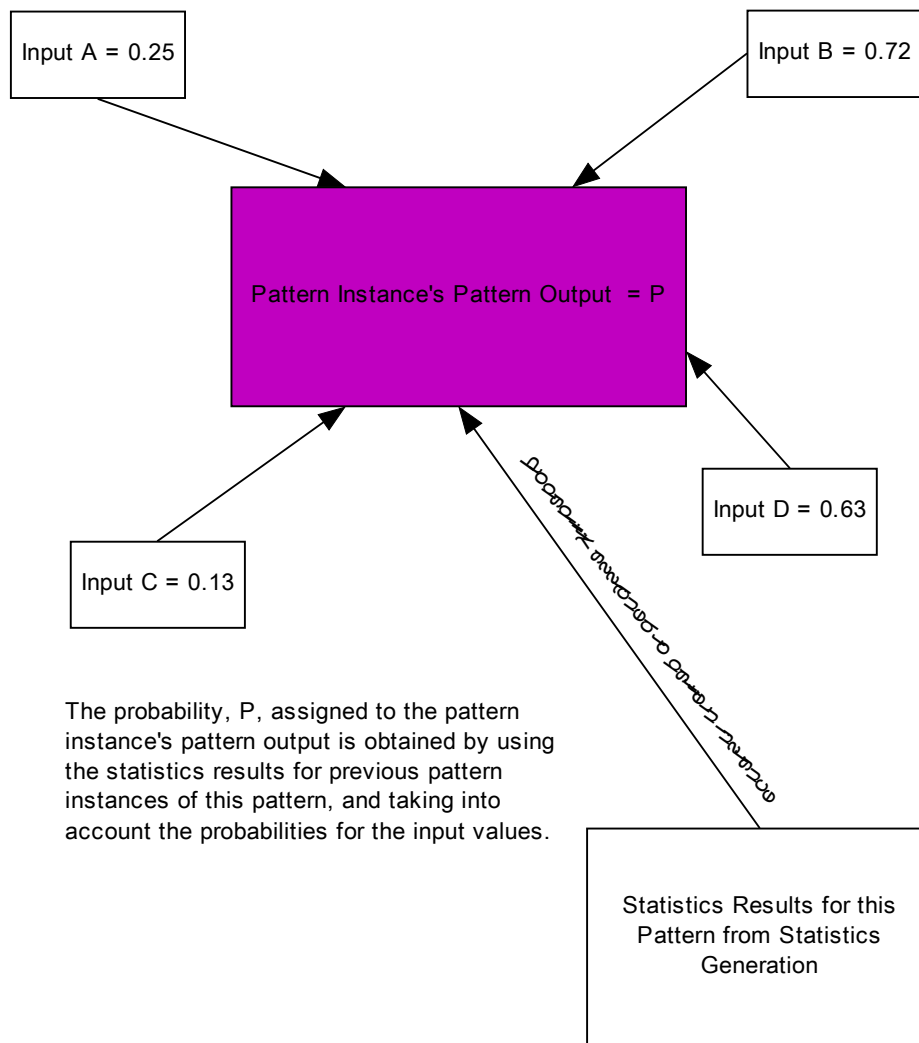 Input A = 0.25
Input B = 0.72
Pattern Instance's Pattern Output = P
Input D = 0.63
Input C = 0.13
The probability, P, assigned to the pattern
instance's pattern output is obtained by using
the statistics results for previous pattern
instances of this pattern, and taking into
account the probabilities for the input values.
Statistics Results for this
Pattern from Statistics
Generation